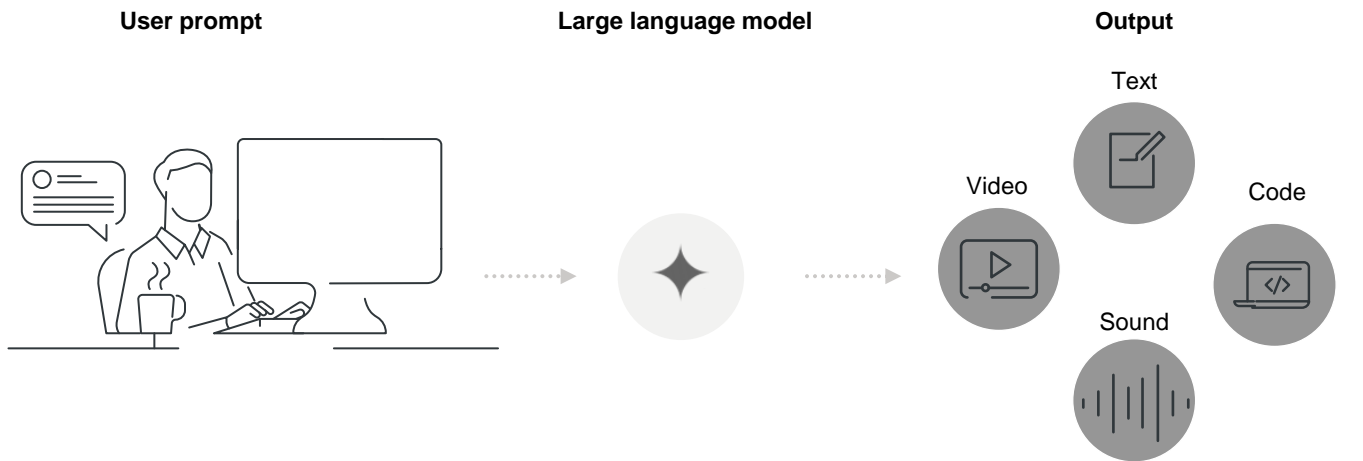 User prompt
Large language model
Output
Text
Video
Code
</>
Sound